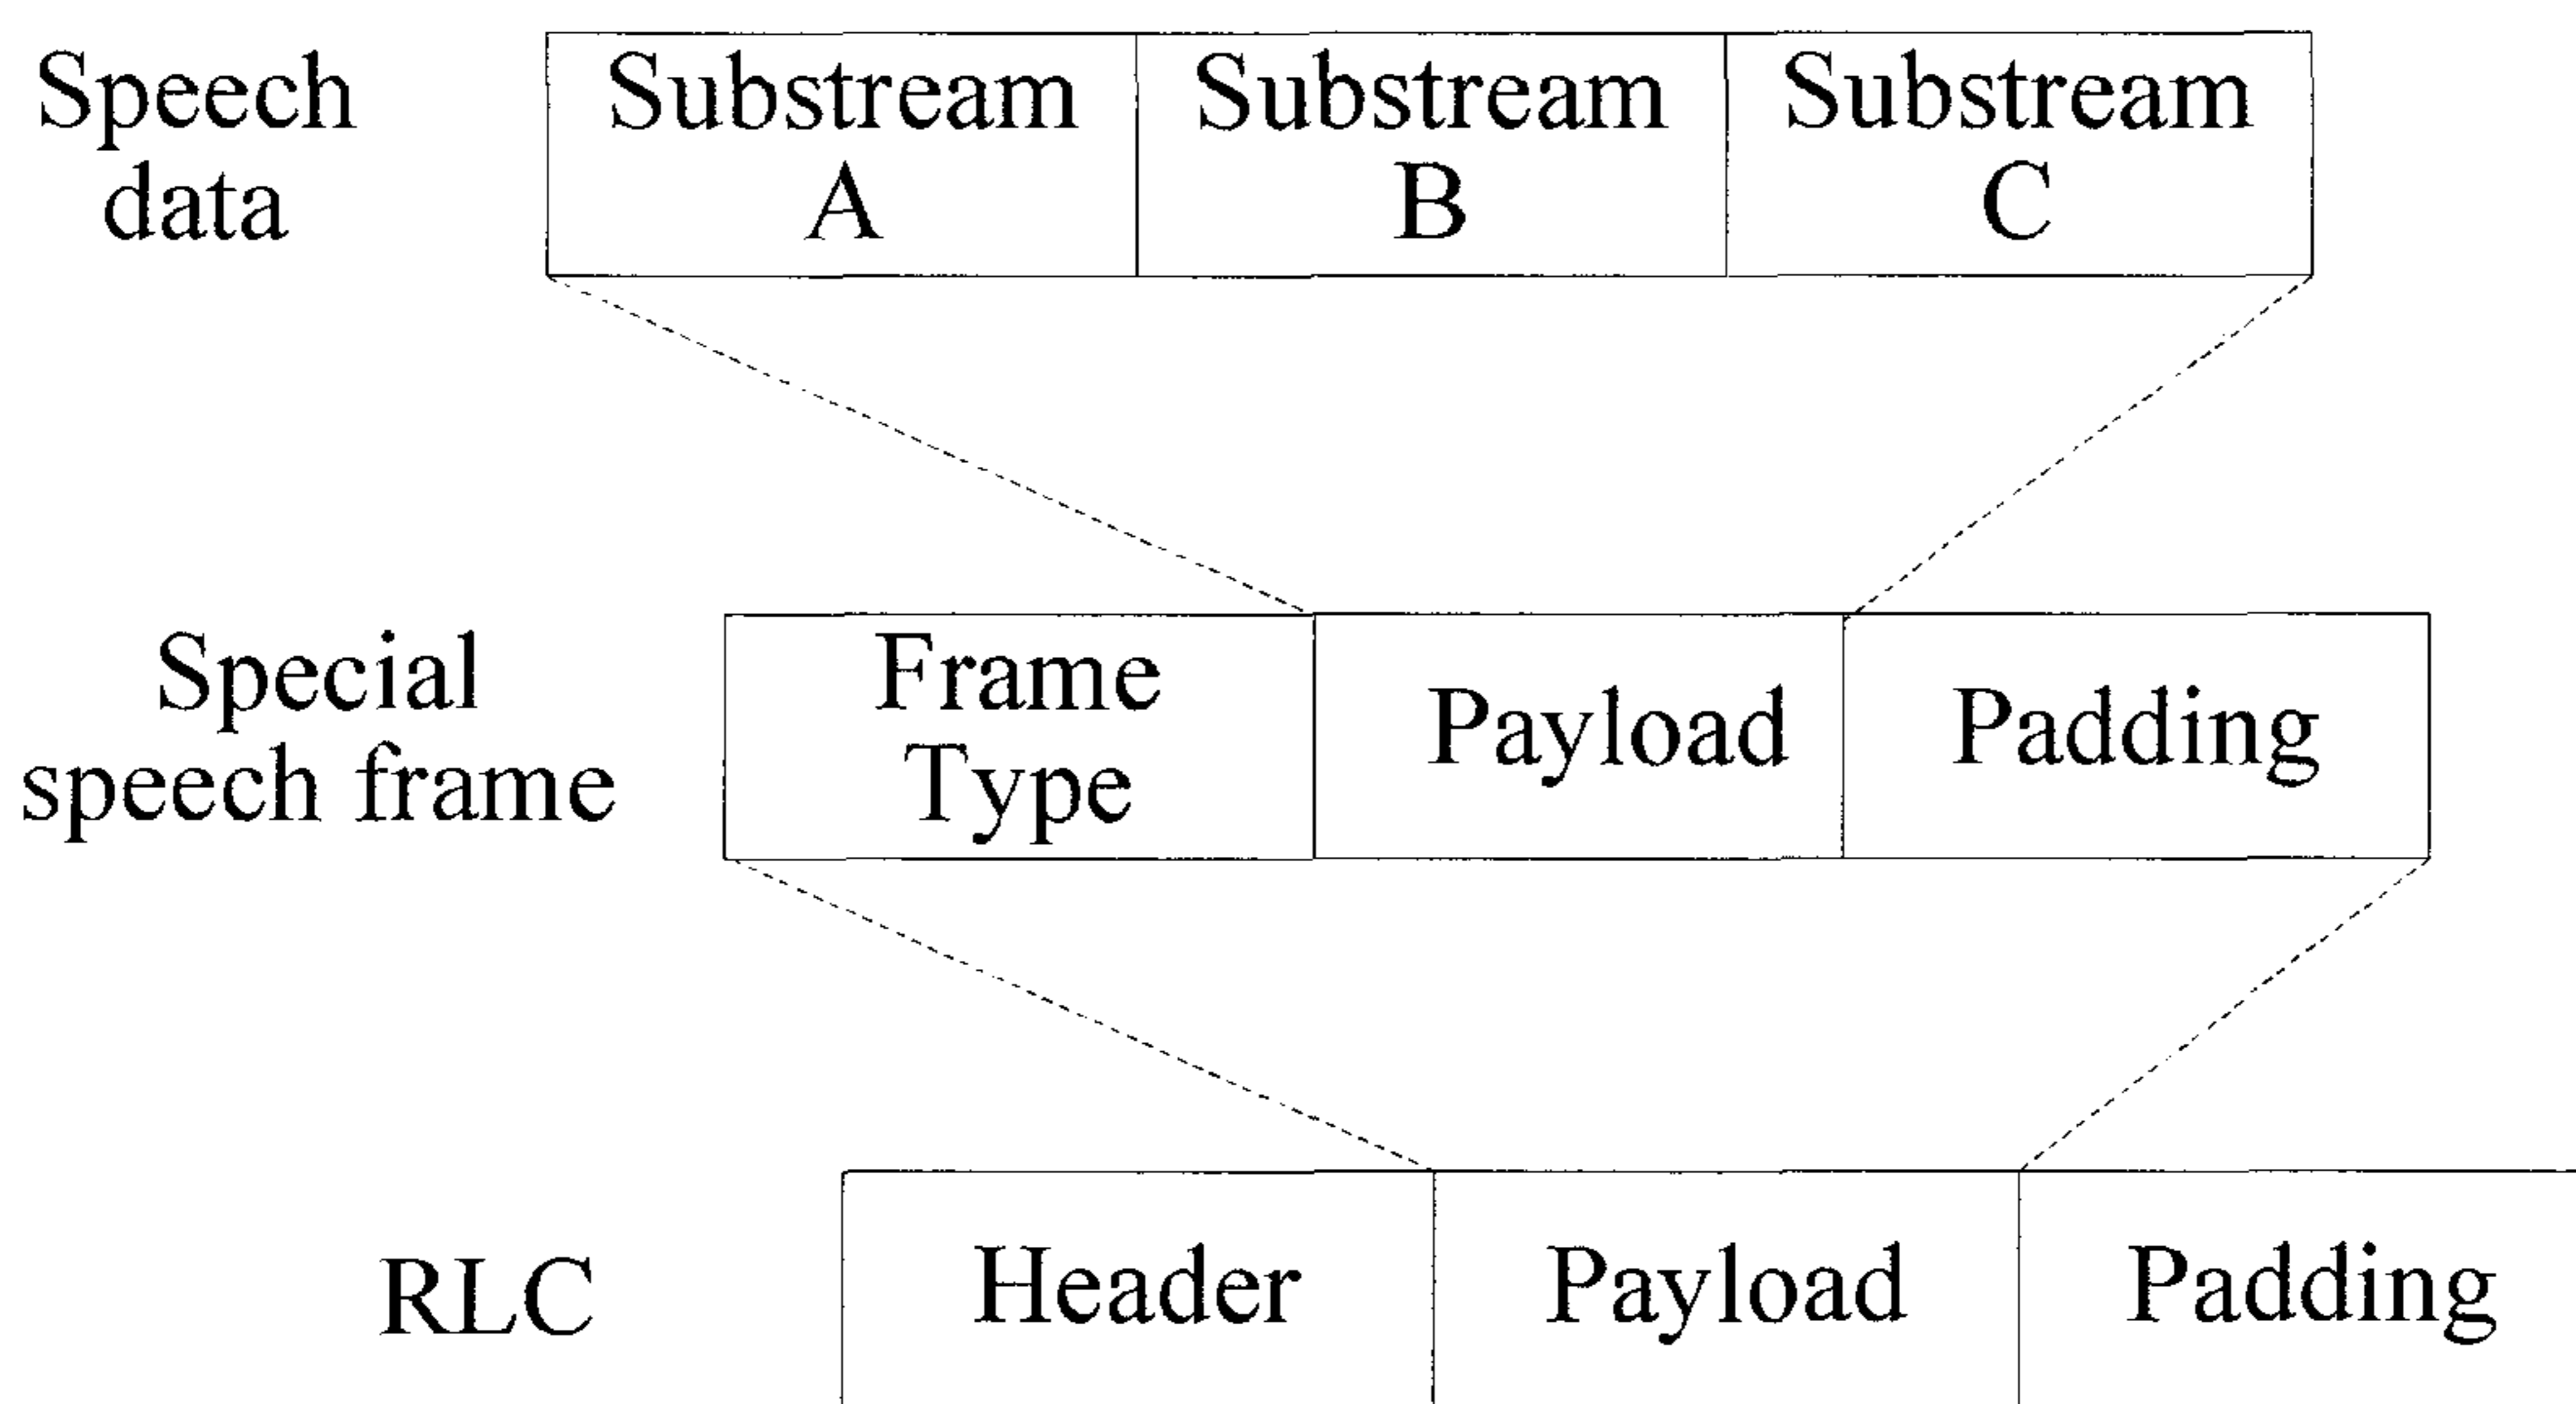 Speech
data
Substream
A
Substream
B
Substream
C
Special
speech frame
Frame
Type
Payload
Padding
RLC
Header
Payload
Padding